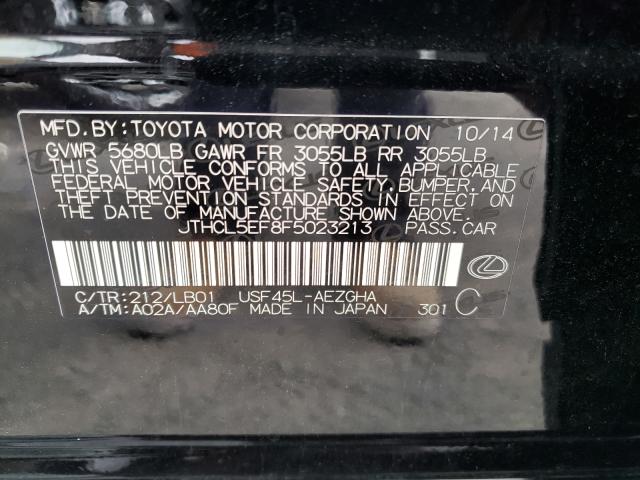 MFD.BY:TOYOTA MOTOR CORPORATION 10/14
GVWR 5680LB GAWR FR 3055LB RR 3055LB
THIS VEHICLE CONFORMS TO ALL APPLICABLE
FEDERAL MOTOR VEHICLE SAFETY,BUMPER,AND
THEFT PREVENTION STANDARDS IN EFFECT ON
THE DATE OF MANUFACTURE SHOWN ABOVE.
JTHCL5EF8F5023213 PASS.CAR
C/TR:212/LB01 USF45L-AEZGHA
A/TM:A02A/AA80F MADE IN JAPAN 301 C